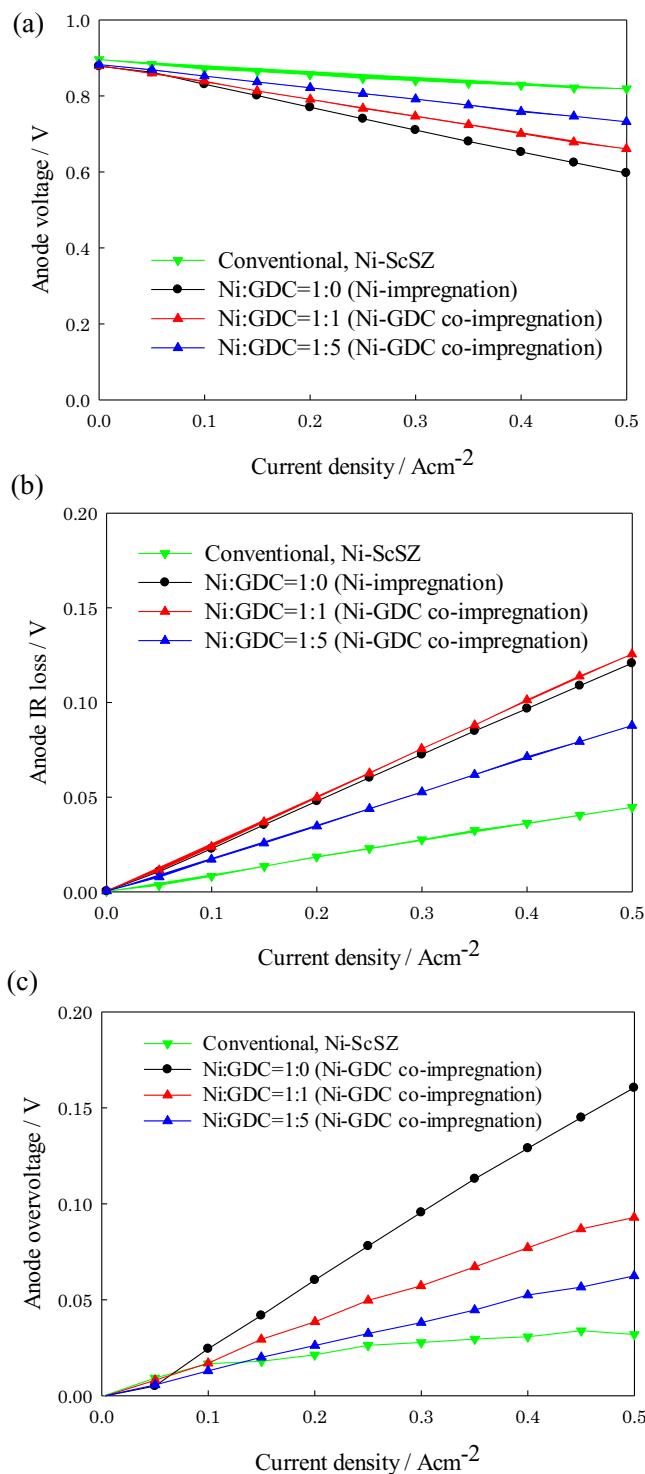 (a)
1.0
0.8
0.6
0.4
0.2
0.0
Anode voltage / V
Conventional, Ni-ScSZ
Ni:GDC=1:0 (Ni-impregnation)
Ni:GDC=1:1 (Ni-GDC co-impregnation)
Ni:GDC=1:5 (Ni-GDC co-impregnation)
0.0 0.1 0.2 0.3 0.4 0.5
Current density / Acm-2
(b)
0.20
0.15
0.10
0.05
0.00
Anode IR loss / V
Conventional, Ni-ScSZ
Ni:GDC=1:0 (Ni-impregnation)
Ni:GDC=1:1 (Ni-GDC co-impregnation)
Ni:GDC=1:5 (Ni-GDC co-impregnation)
0.0 0.1 0.2 0.3 0.4 0.5
Current density / Acm-2
(c)
0.20
0.15
0.10
0.05
0.00
Anode overvoltage / V
Conventional, Ni-ScSZ
Ni:GDC=1:0 (Ni-GDC co-impregnation)
Ni:GDC=1:1 (Ni-GDC co-impregnation)
Ni:GDC=1:5 (Ni-GDC co-impregnation)
0.0 0.1 0.2 0.3 0.4 0.5
Current density / Acm-2